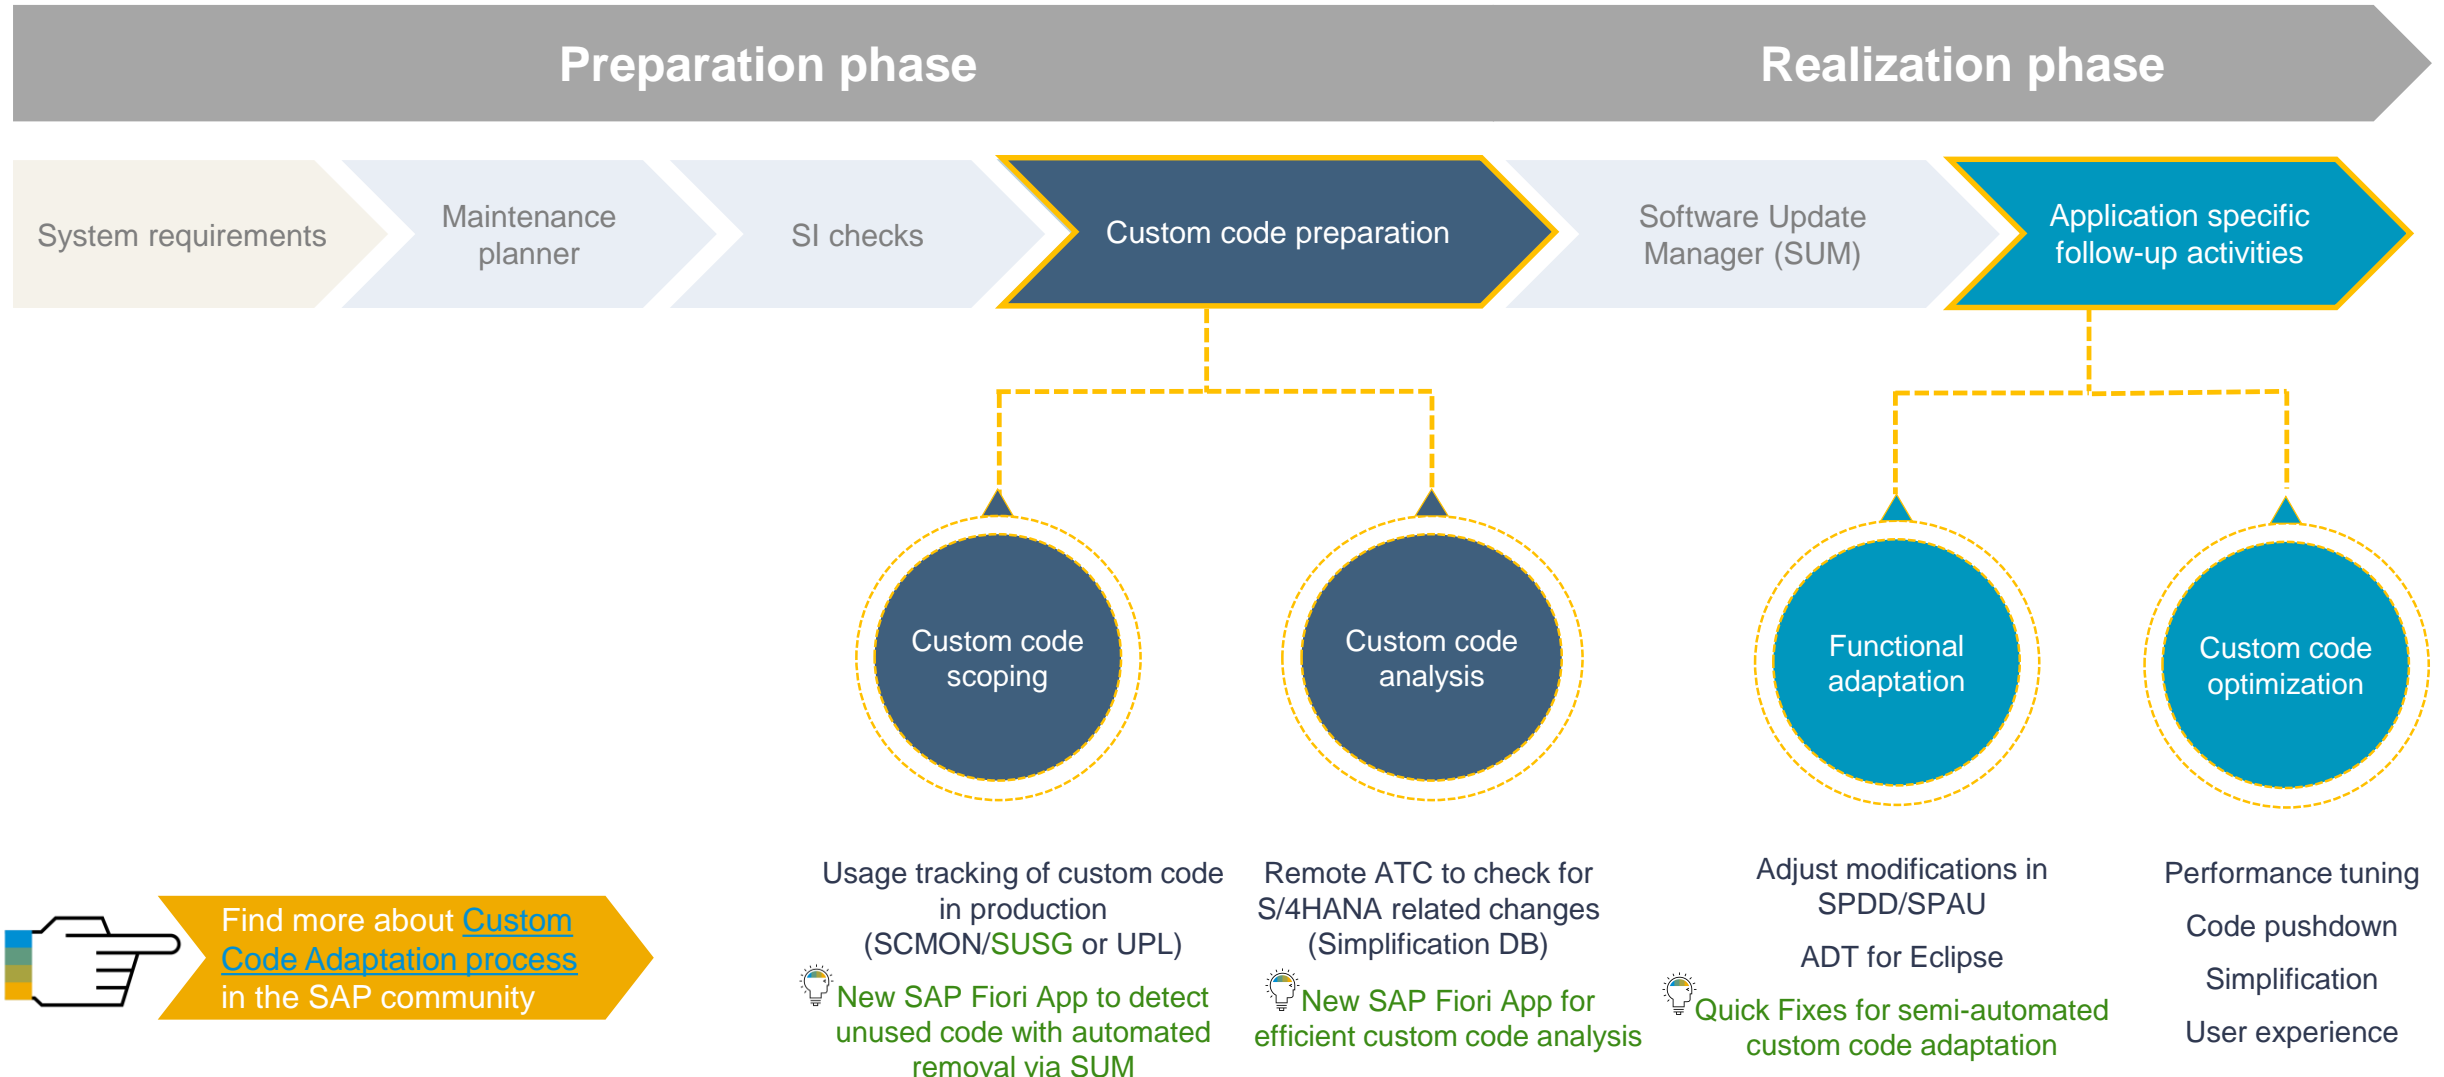 Preparation phase
Realization phase
System requirements
Maintenance
planner
SI checks
Custom code preparation
Software Update
Manager (SUM)
Application specific
follow-up activities
Custom code
scoping
Custom code
analysis
Functional
adaptation
Custom code
optimization
Usage tracking of custom code
in production
(SCMON/SUSG or UPL)
New SAP Fiori App to detect
unused code with automated
removal via SUM
Remote ATC to check for
S/4HANA related changes
(Simplification DB)
New SAP Fiori App for
efficient custom code analysis
Adjust modifications in
SPDD/SPAU
ADT for Eclipse
Quick Fixes for semi-automated
custom code adaptation
Performance tuning
Code pushdown
Simplification
User experience
Find more about Custom
Code Adaptation process
in the SAP community